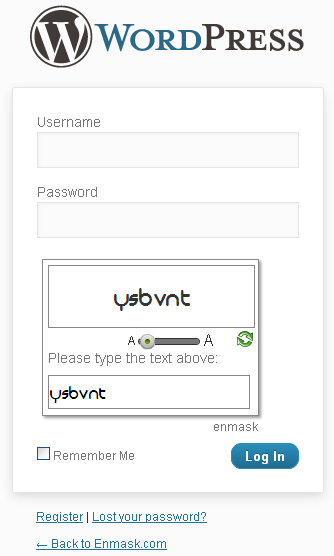 WORDPRESS
Username
Password
ysbvnt
A A
Please type the text above:
ysbvnt
enmask
Remember Me
Log In
Register | Lost your password?
← Back to Enmask.com